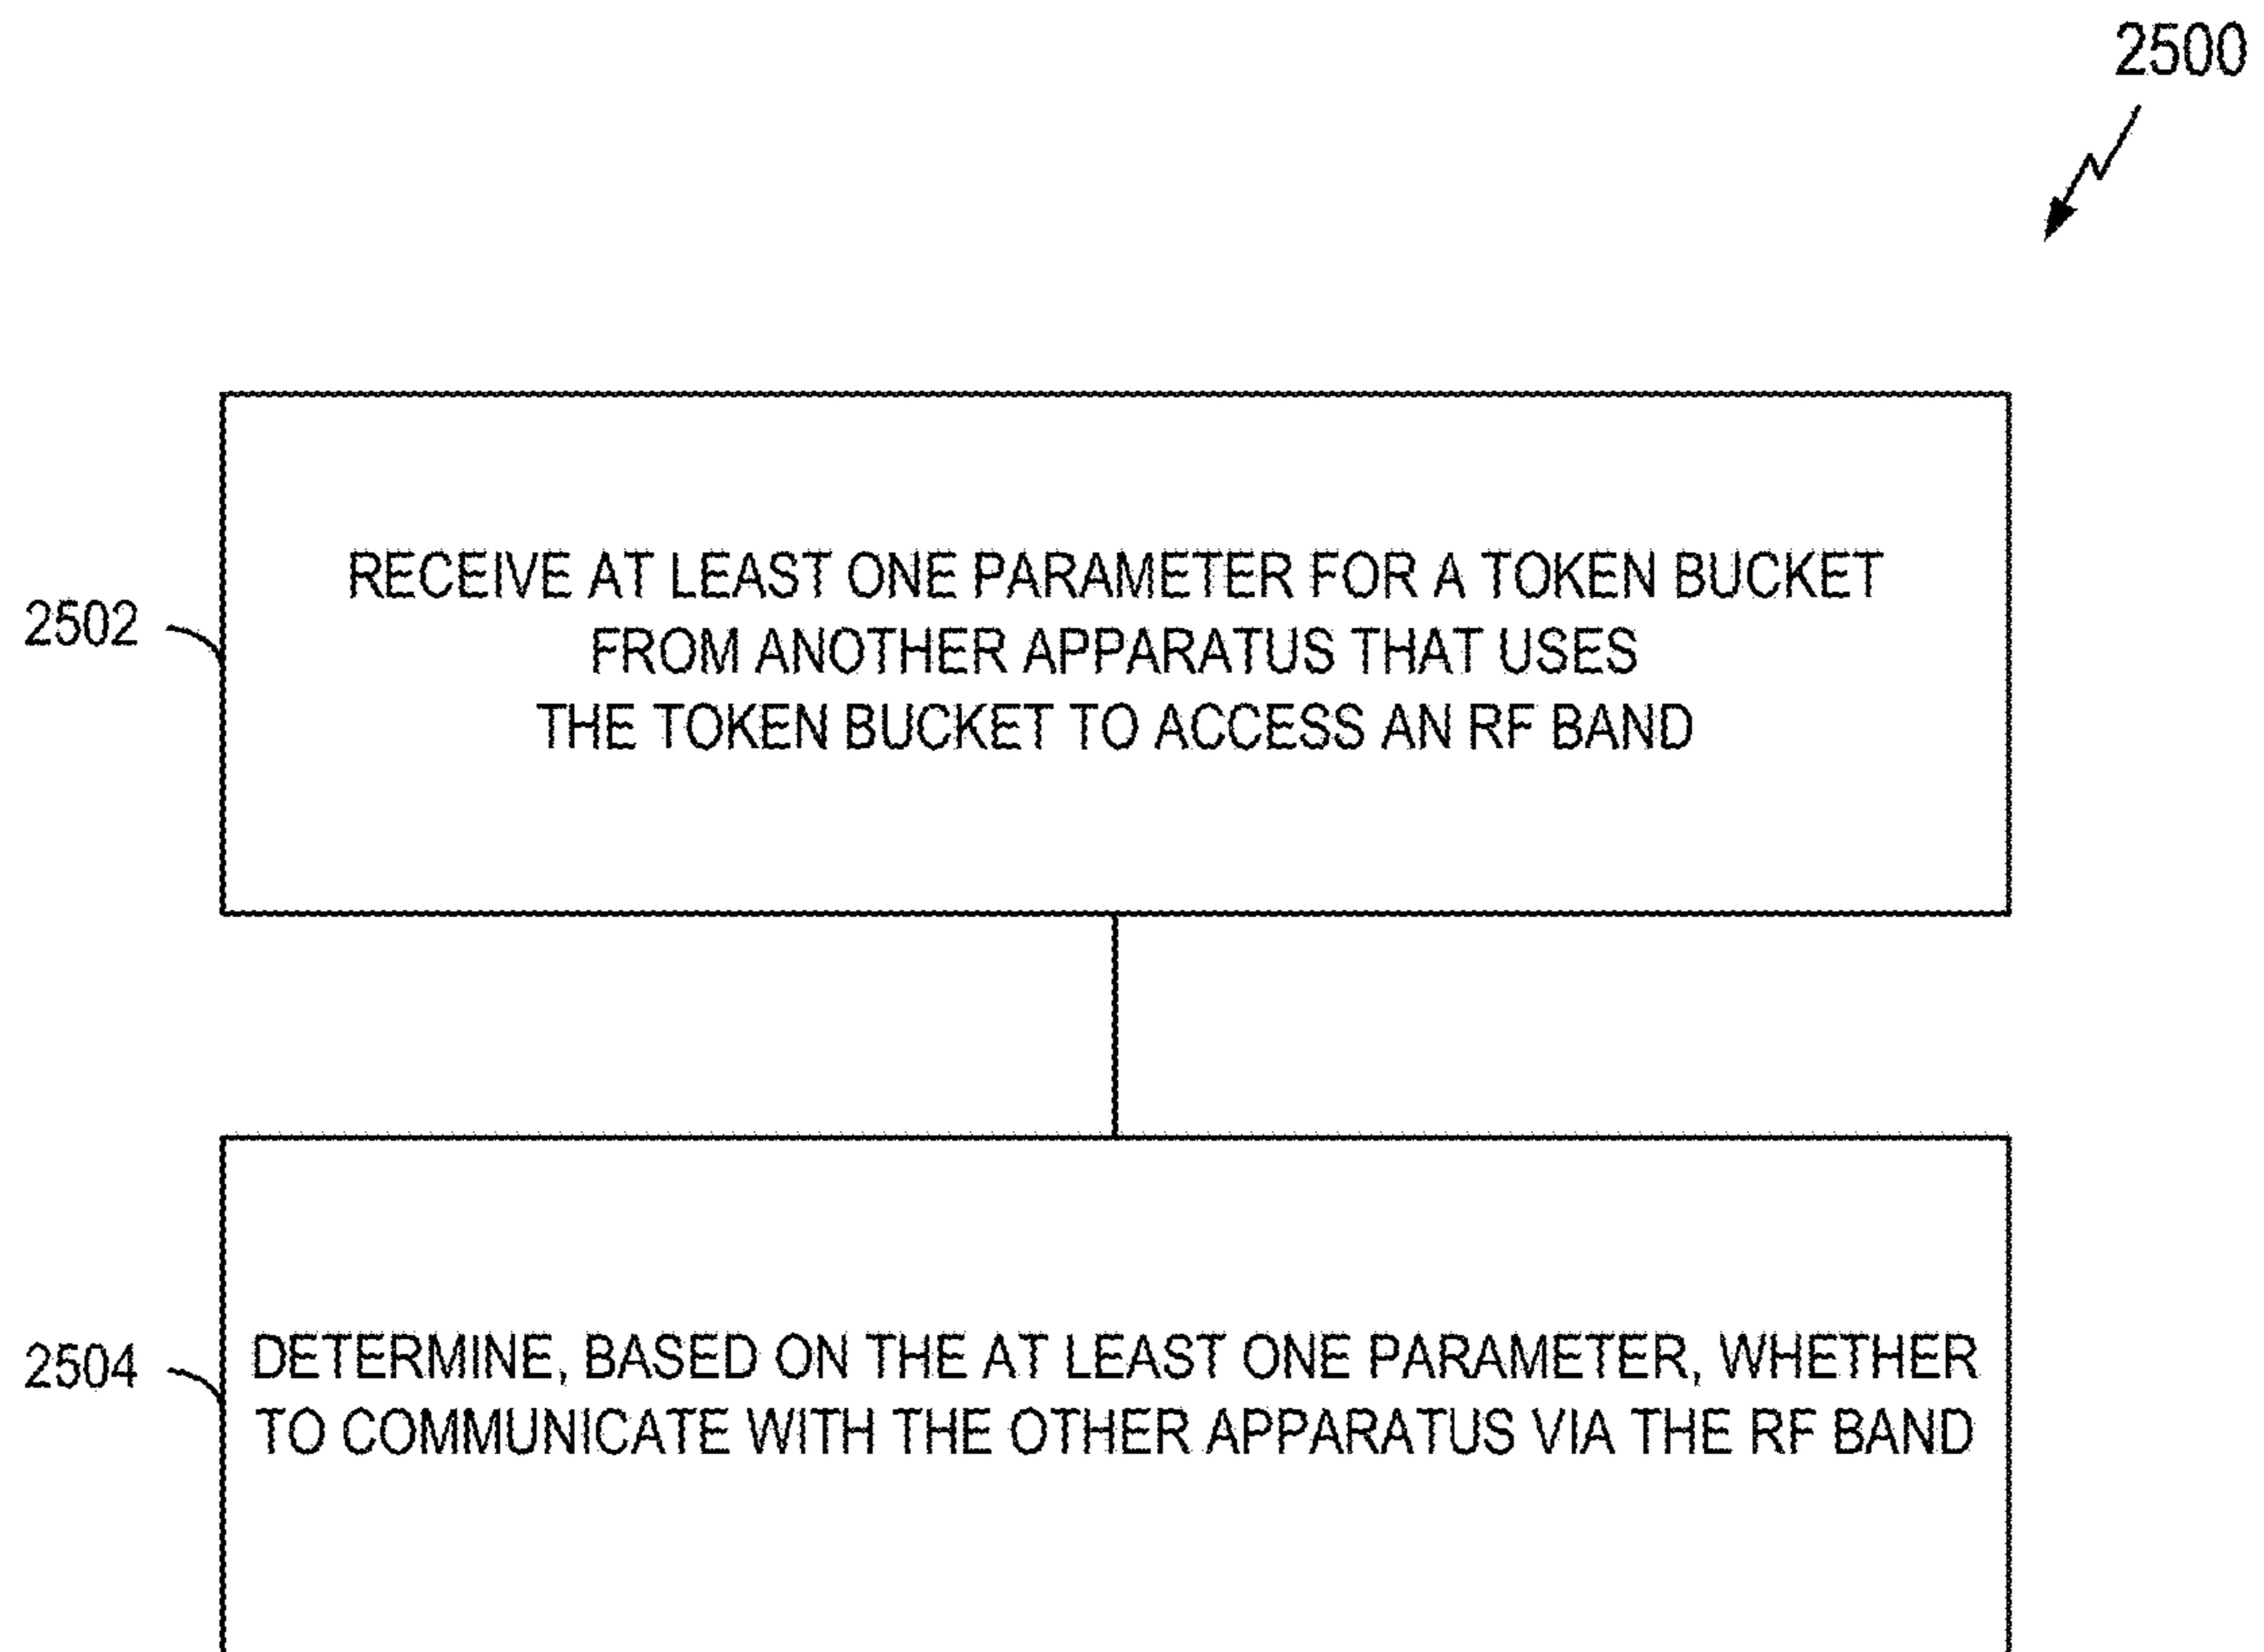 2500
2502
RECEIVE AT LEAST ONE PARAMETER FOR A TOKEN BUCKET
FROM ANOTHER APPARATUS THAT USES
THE TOKEN BUCKET TO ACCESS AN RF BAND
2504
DETERMINE, BASED ON THE AT LEAST ONE PARAMETER, WHETHER
TO COMMUNICATE WITH THE OTHER APPARATUS VIA THE RF BAND